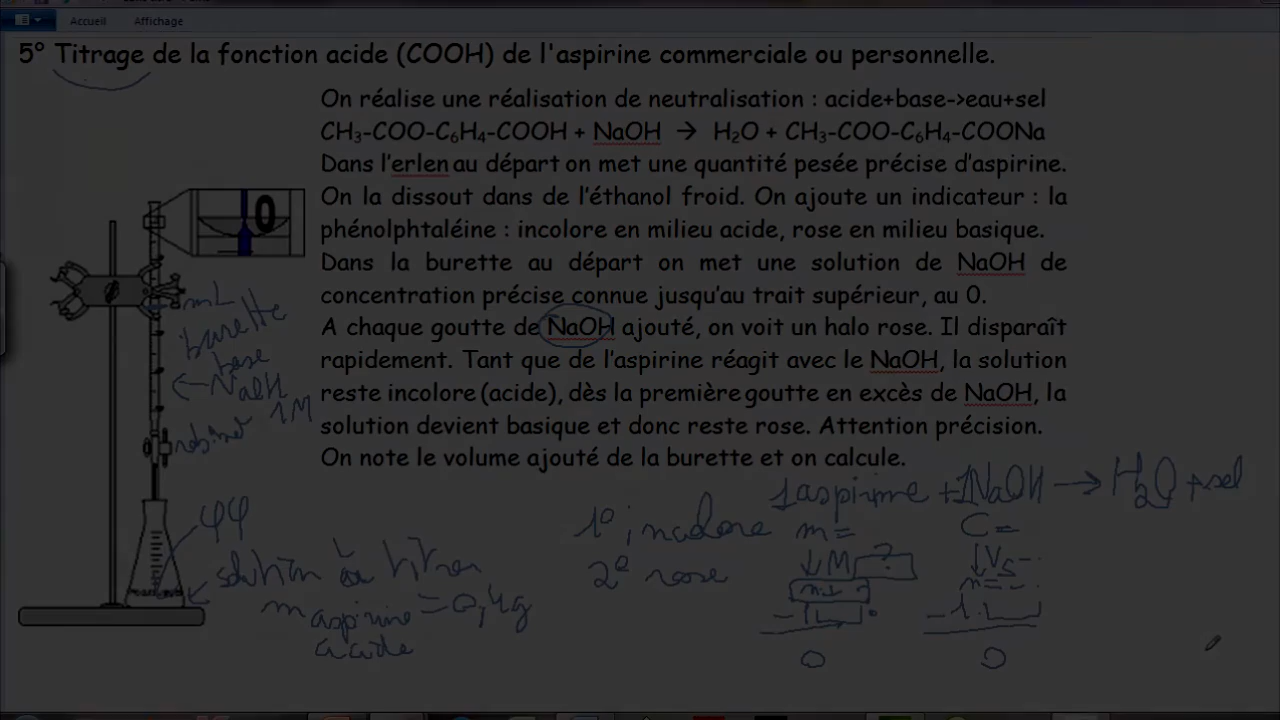 Accueil Affichage
5° Titrage de la fonction acide (COOH) de l'aspirine commerciale ou personnelle.
On réalise une réalisation de neutralisation : acide+base->eau+sel
CH₃-COO-C₆H₄-COOH + NaOH → H₂O + CH₃-COO-C₆H₄-COONa
Dans l'erlen au départ on met une quantité pesée précise d'aspirine.
On la dissout dans de l'éthanol froid. On ajoute un indicateur : la
phénolphtaléine : incolore en milieu acide, rose en milieu basique.
Dans la burette au départ on met une solution de NaOH de
concentration précise connue jusqu'au trait supérieur, au 0.
A chaque goutte de NaOH ajouté, on voit un halo rose. Il disparaît
rapidement. Tant que de l'aspirine réagit avec le NaOH, la solution
reste incolore (acide), dès la première goutte en excès de NaOH, la
solution devient basique et donc reste rose. Attention précision.
On note le volume ajouté de la burette et on calcule.
0
mL
burette
base
← NaOH
1M
robinet
φφ
solution à titrer
m aspirine = 0,4g
acide
1° incolore
2° rose
1 aspirine + 1 NaOH → H₂O + sel
m = C =
↓ M ? ↓ V
0 0